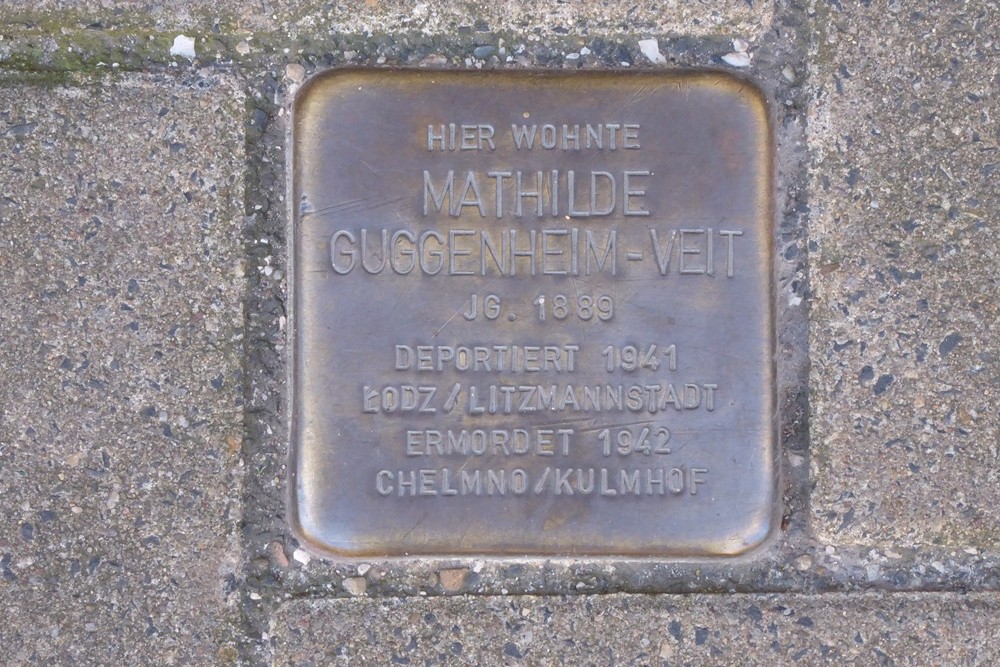 HIER WOHNTE
MATHILDE
GUGGENHEIM-VEIT
JG. 1889
DEPORTIERT 1941
ŁODZ/LITZMANNSTADT
ERMORDET 1942
CHELMNO/KULMHOF